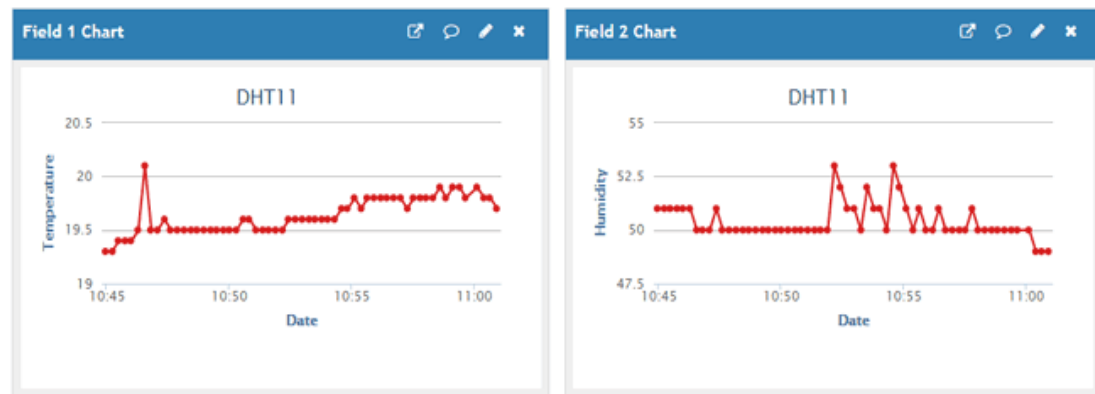 Field 1 Chart
DHT11
20.5
20
19.5
19
Temperature
10:45 10:50 10:55 11:00
Date
Field 2 Chart
DHT11
55
52.5
50
47.5
Humidity
10:45 10:50 10:55 11:00
Date